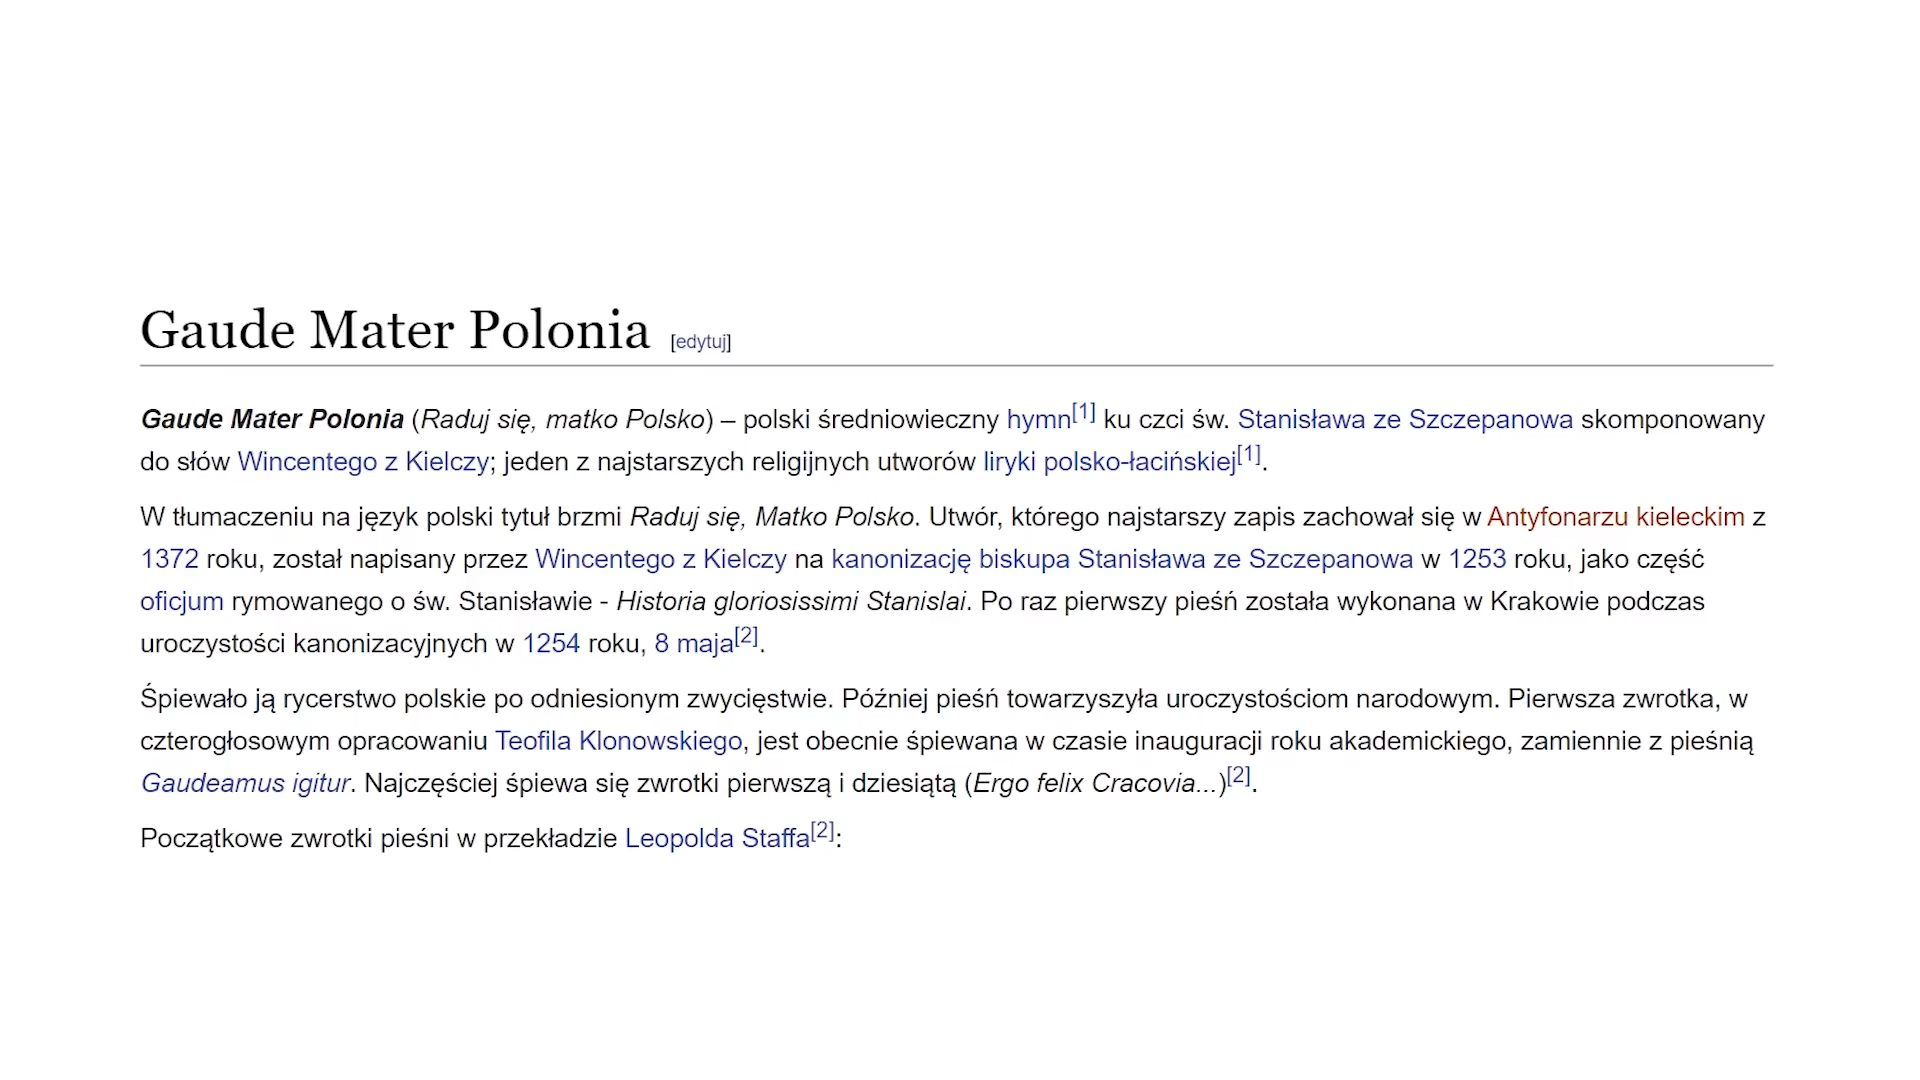 Gaude Mater Polonia [edytuj]
Gaude Mater Polonia (Raduj się, matko Polsko) – polski średniowieczny hymn[1] ku czci św. Stanisława ze Szczepanowa skomponowany
do słów Wincentego z Kielczy; jeden z najstarszych religijnych utworów liryki polsko-łacińskiej[1].
W tłumaczeniu na język polski tytuł brzmi Raduj się, Matko Polsko. Utwór, którego najstarszy zapis zachował się w Antyfonarzu kieleckim z
1372 roku, został napisany przez Wincentego z Kielczy na kanonizację biskupa Stanisława ze Szczepanowa w 1253 roku, jako część
oficjum rymowanego o św. Stanisławie - Historia gloriosissimi Stanislai. Po raz pierwszy pieśń została wykonana w Krakowie podczas
uroczystości kanonizacyjnych w 1254 roku, 8 maja[2].
Śpiewało ją rycerstwo polskie po odniesionym zwycięstwie. Później pieśń towarzyszyła uroczystościom narodowym. Pierwsza zwrotka, w
czterogłosowym opracowaniu Teofila Klonowskiego, jest obecnie śpiewana w czasie inauguracji roku akademickiego, zamiennie z pieśnią
Gaudeamus igitur. Najczęściej śpiewa się zwrotki pierwszą i dziesiątą (Ergo felix Cracovia...)[2].
Początkowe zwrotki pieśni w przekładzie Leopolda Staffa[2]: